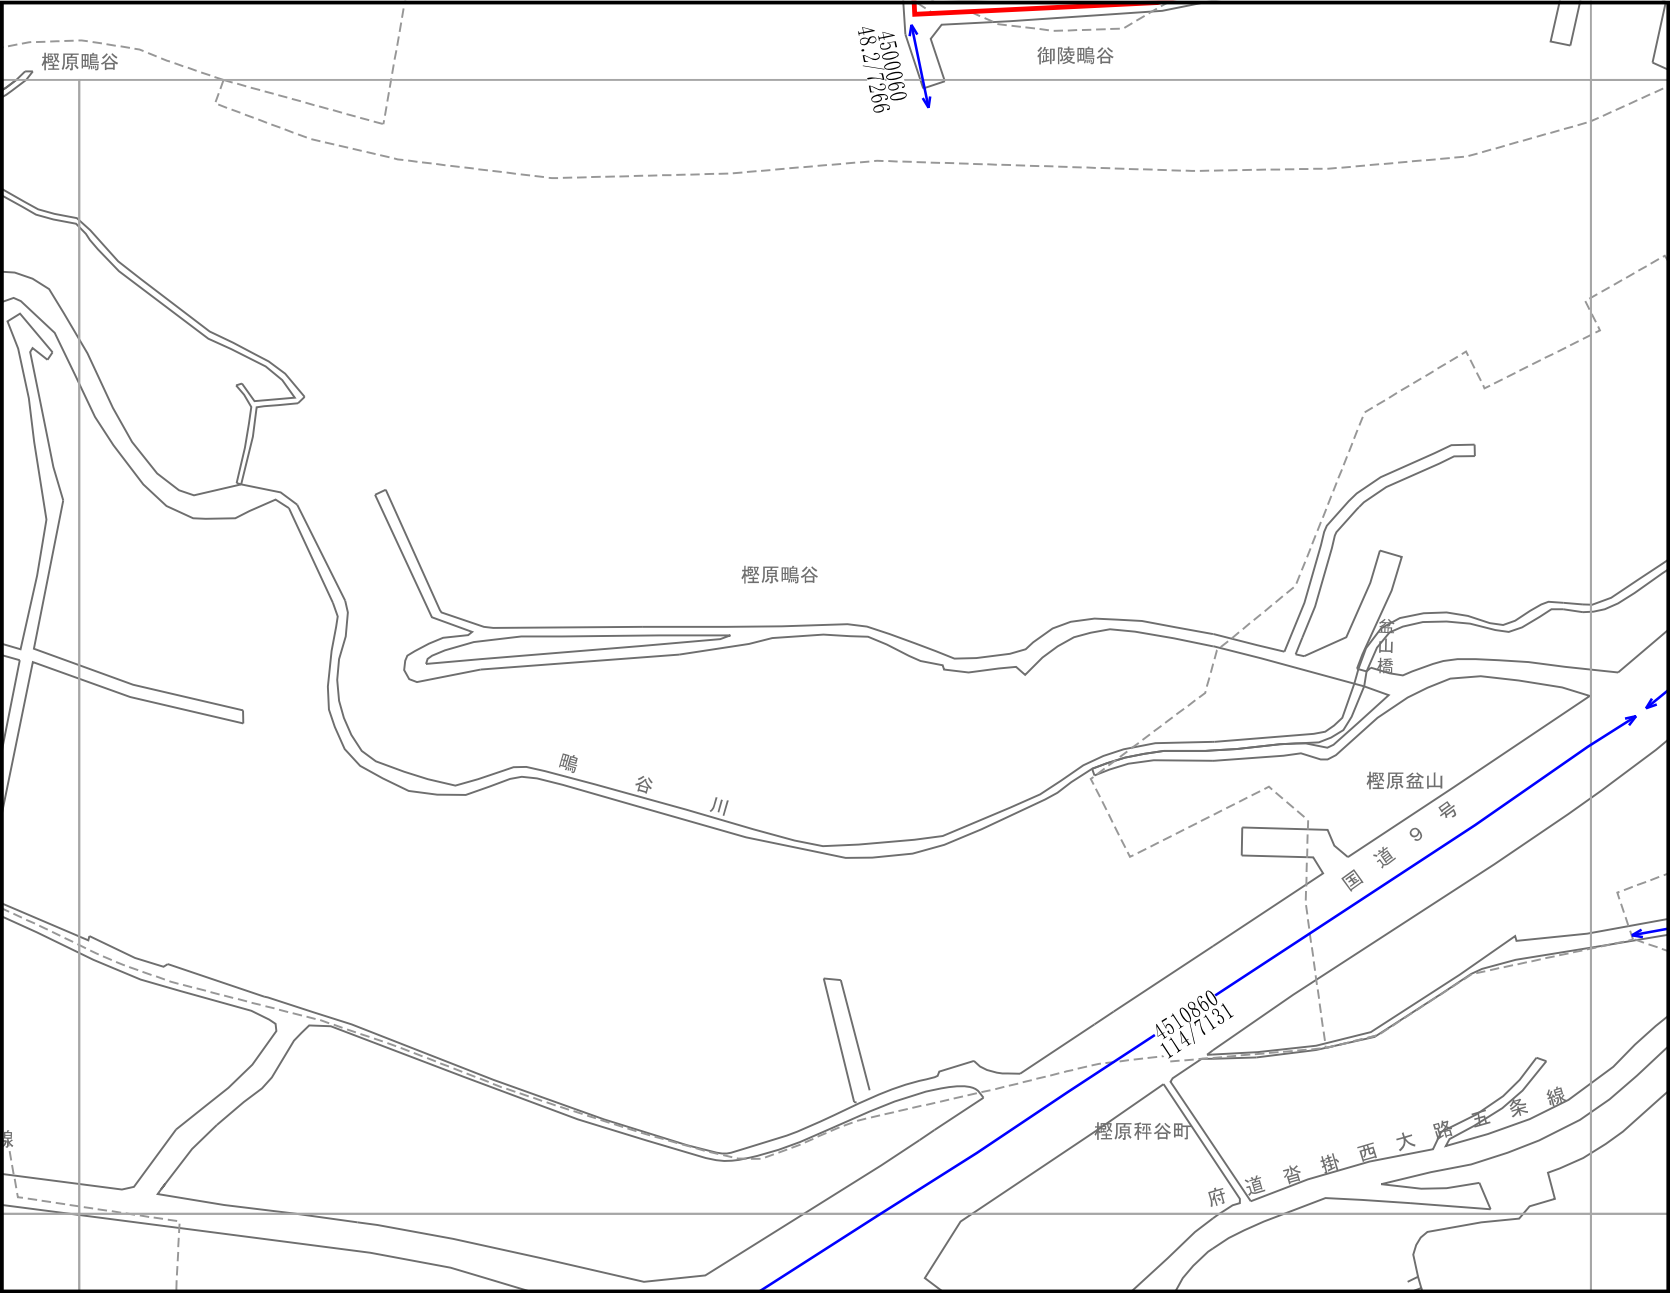 樫原鴫谷
4500060
48.2/7266
御陵鴫谷
樫原鴫谷
盆山橋
鴫谷川
樫原盆山
国道9号
4510860
114/7131
線
樫原秤谷町
府道沓掛西大路五条線